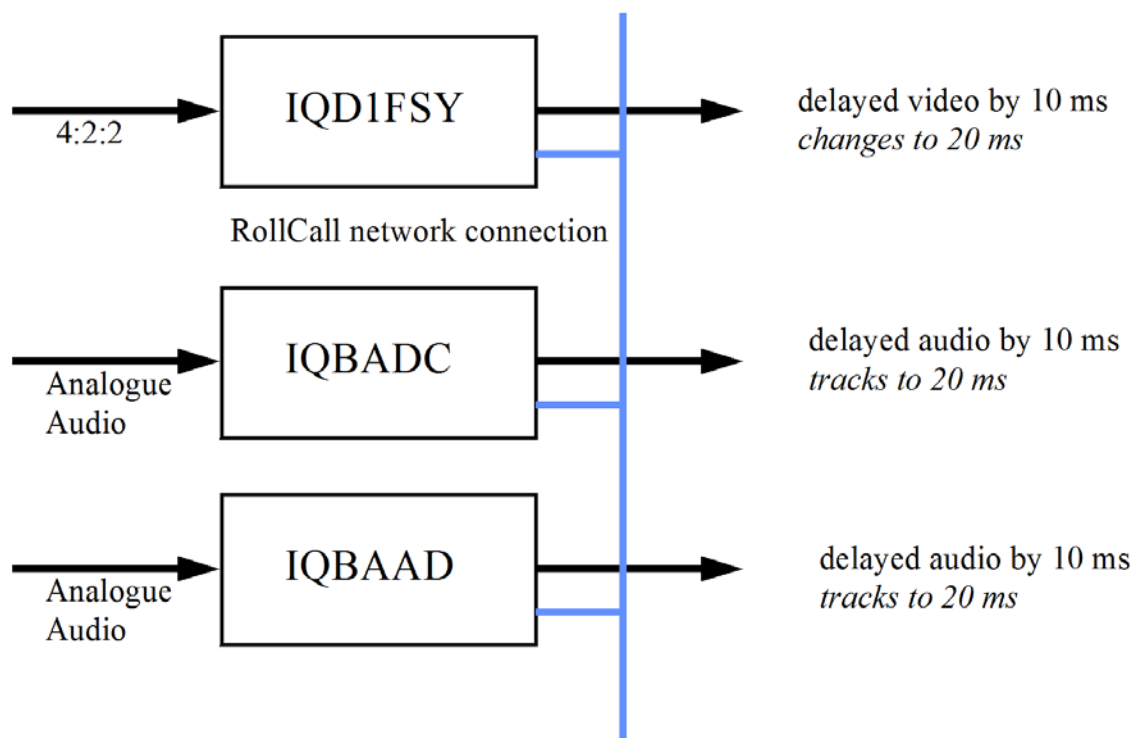 IQD1FSY
4:2:2
delayed video by 10 ms
changes to 20 ms
RollCall network connection
IQBADC
Analogue
Audio
delayed audio by 10 ms
tracks to 20 ms
IQBAAD
Analogue
Audio
delayed audio by 10 ms
tracks to 20 ms